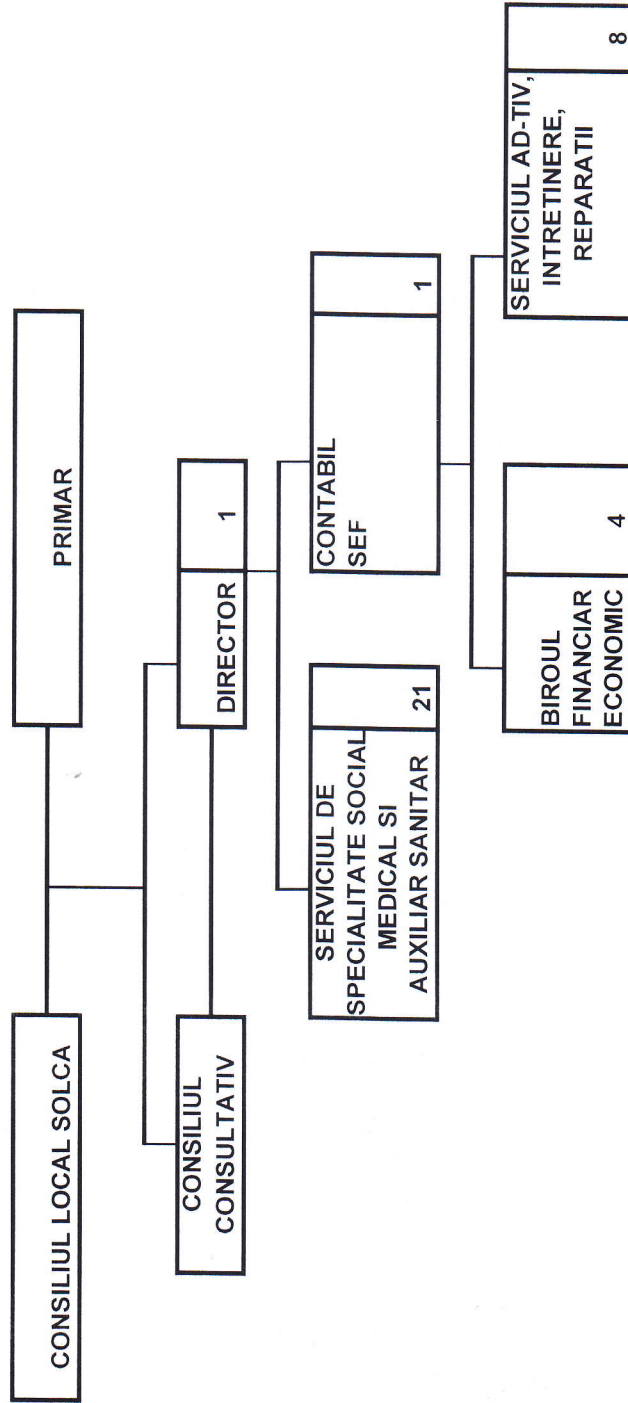 CONSILIUL LOCAL SOLCA
PRIMAR
CONSILIUL
CONSULTATIV
DIRECTOR
1
SERVICIUL DE
SPECIALITATE SOCIAL
MEDICAL SI
AUXILIAR SANITAR
21
CONTABIL
SEF
1
BIROUL
FINANCIAR
ECONOMIC
4
SERVICIUL AD-TIV,
INTRETINERE,
REPARATII
8